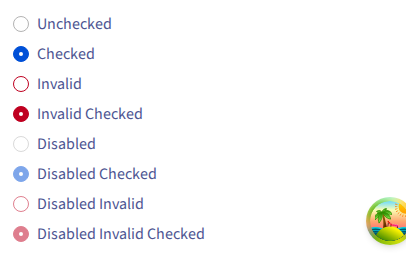 Unchecked
Checked
Invalid
Invalid Checked
Disabled
Disabled Checked
Disabled Invalid
Disabled Invalid Checked